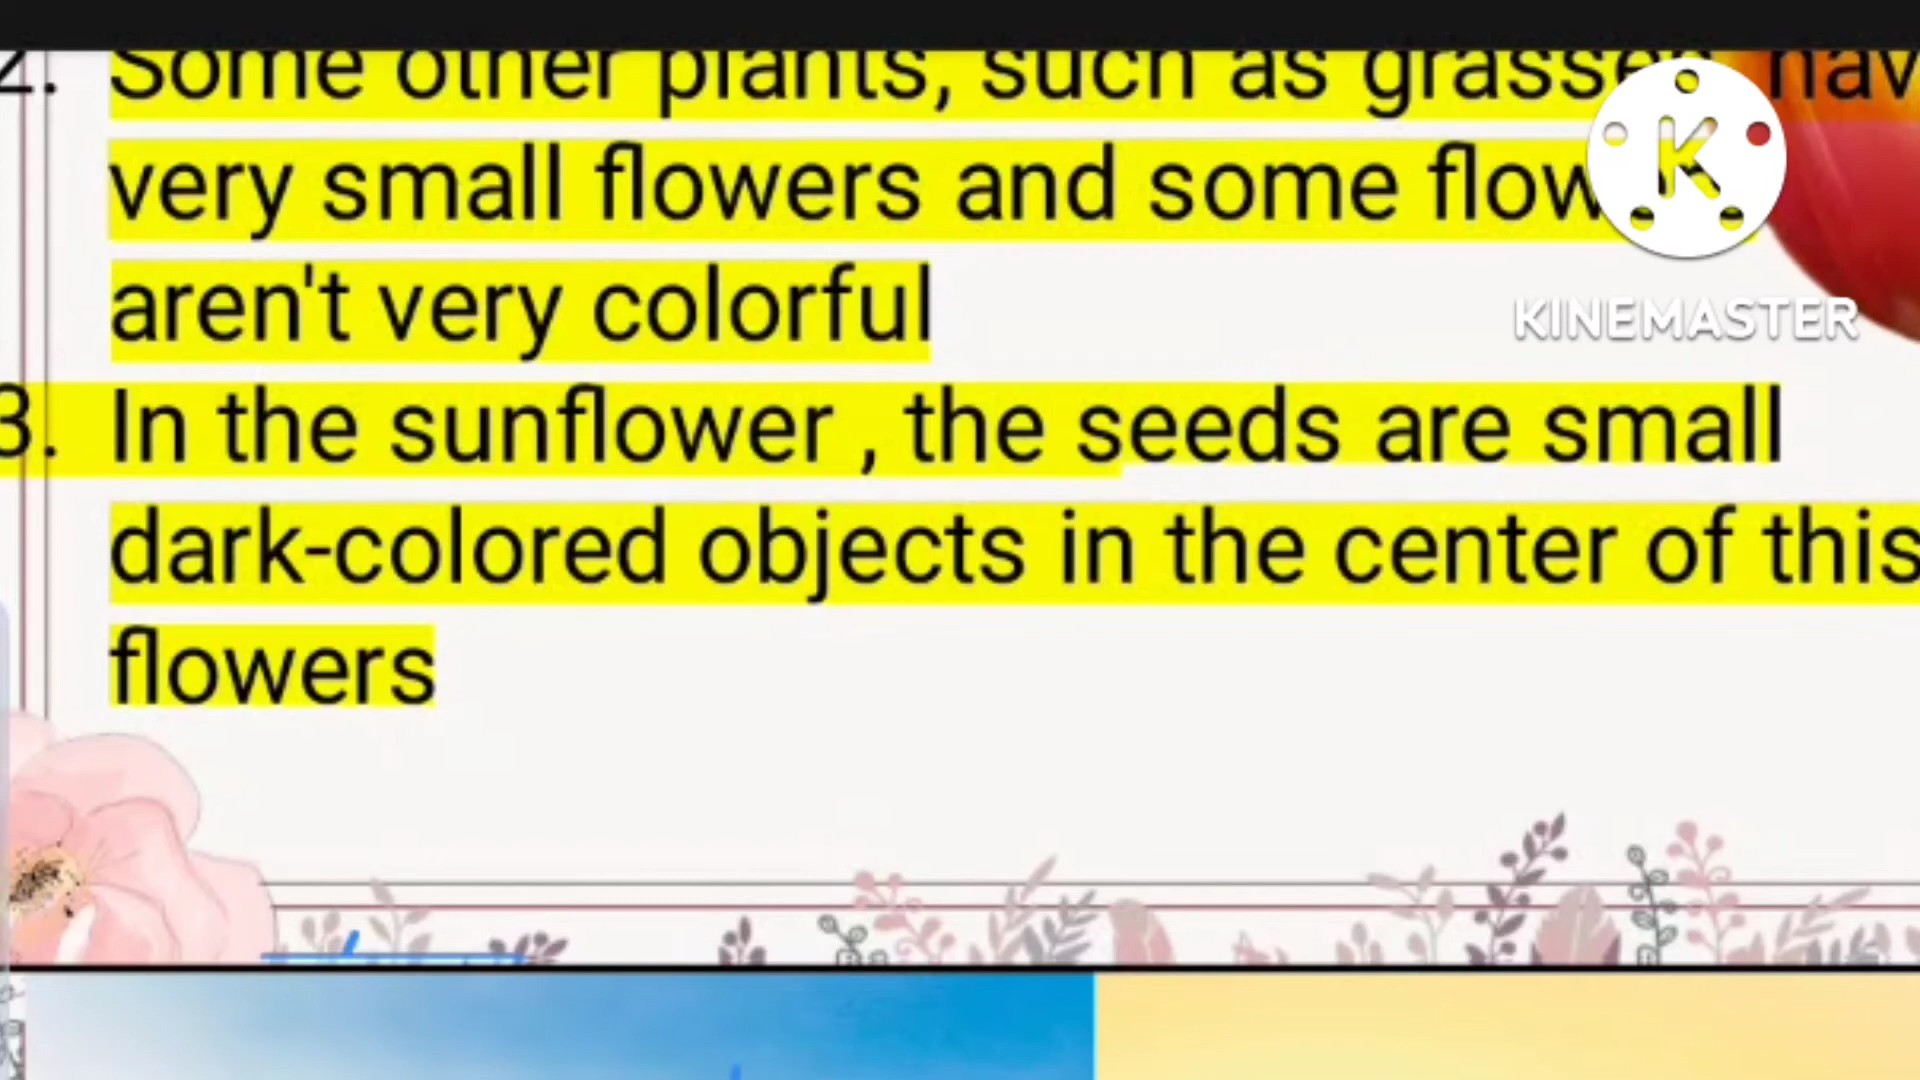 2. Some other plants, such as grasses, hav
very small flowers and some flow
aren't very colorful
3. In the sunflower , the seeds are small
dark-colored objects in the center of this
flowers
K
KINEMASTER